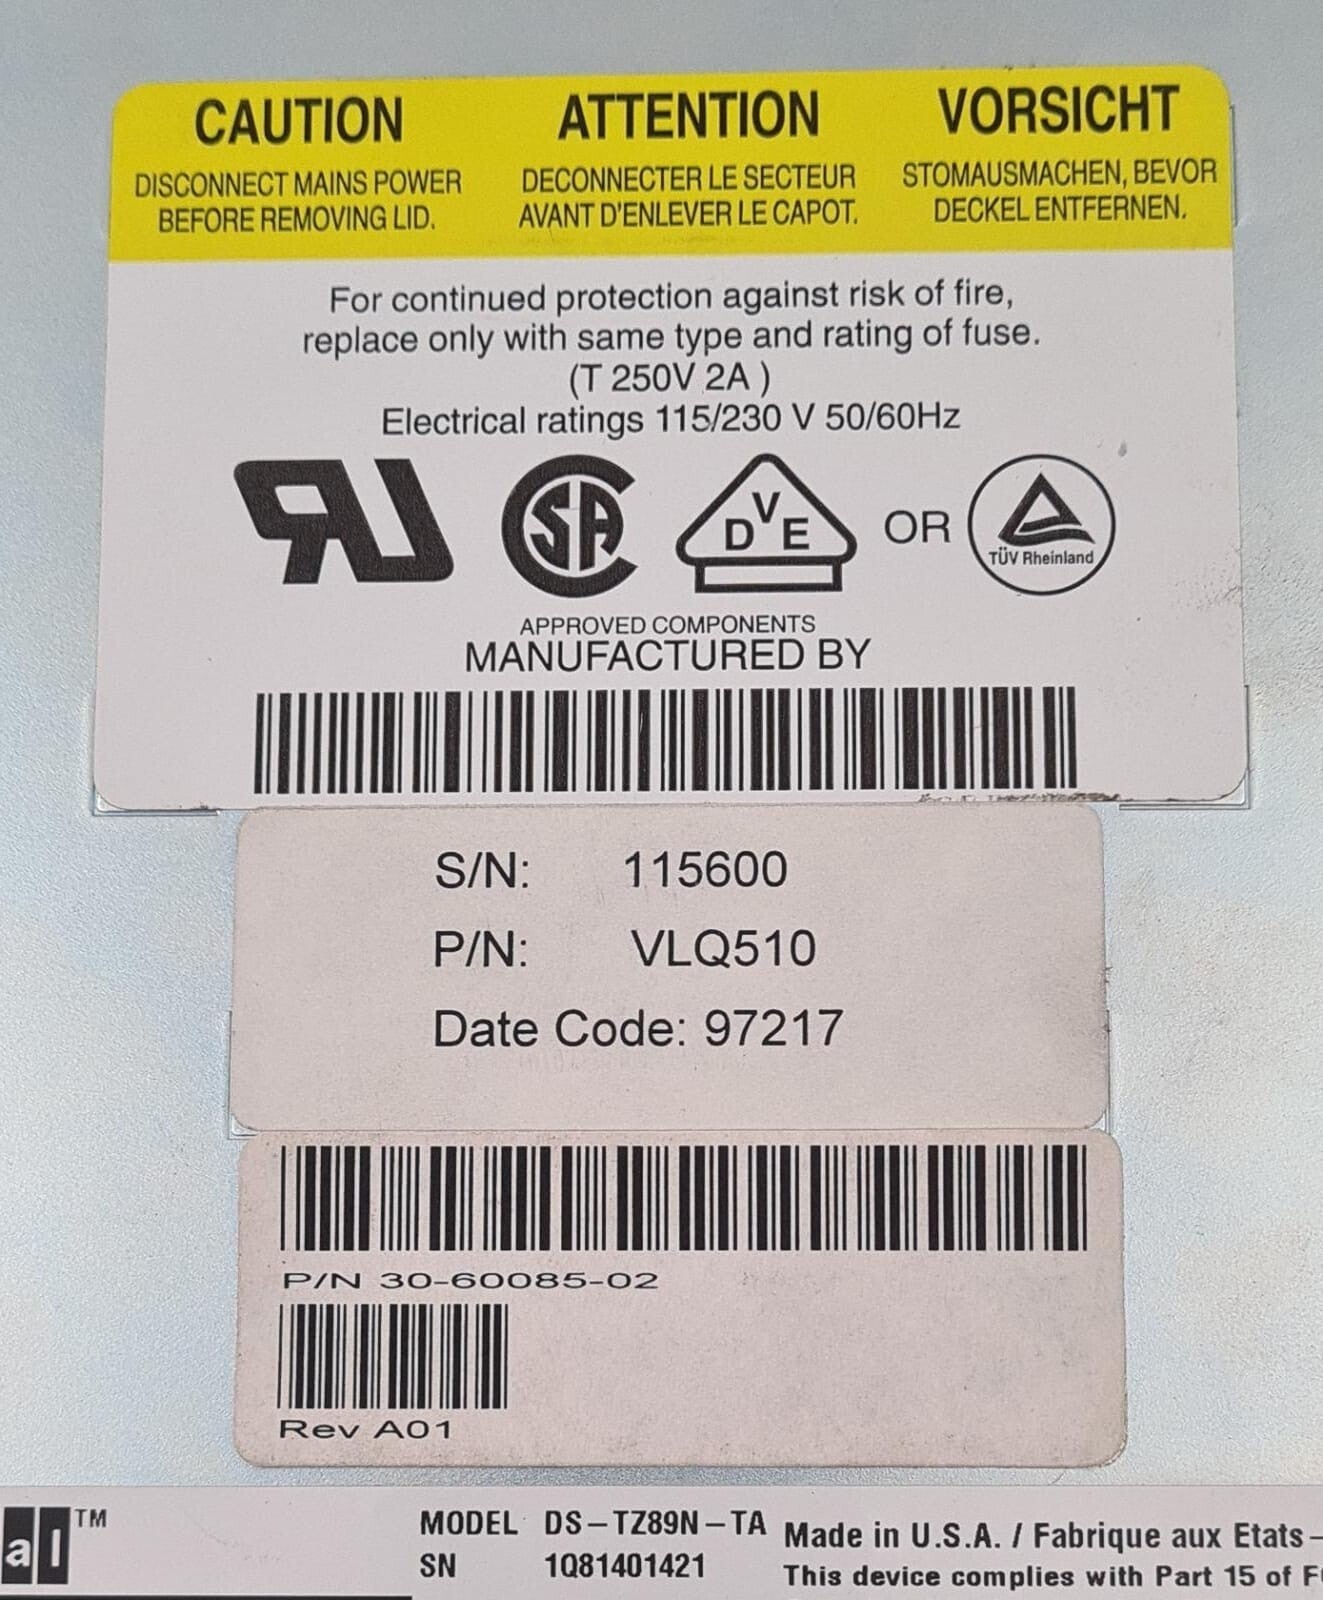 CAUTION
DISCONNECT MAINS POWER
BEFORE REMOVING LID.
ATTENTION
DECONNECTER LE SECTEUR
AVANT D'ENLEVER LE CAPOT.
VORSICHT
STOMAUSMACHEN, BEVOR
DECKEL ENTFERNEN.
For continued protection against risk of fire,
replace only with same type and rating of fuse.
(T 250V 2A )
Electrical ratings 115/230 V 50/60Hz
DVE OR TÜV Rheinland
APPROVED COMPONENTS
MANUFACTURED BY
S/N: 115600
P/N: VLQ510
Date Code: 97217
P/N 30-60085-02
Rev A01
al™
MODEL DS-TZ89N-TA
SN 1Q81401421
Made in U.S.A. / Fabrique aux Etats-
This device complies with Part 15 of